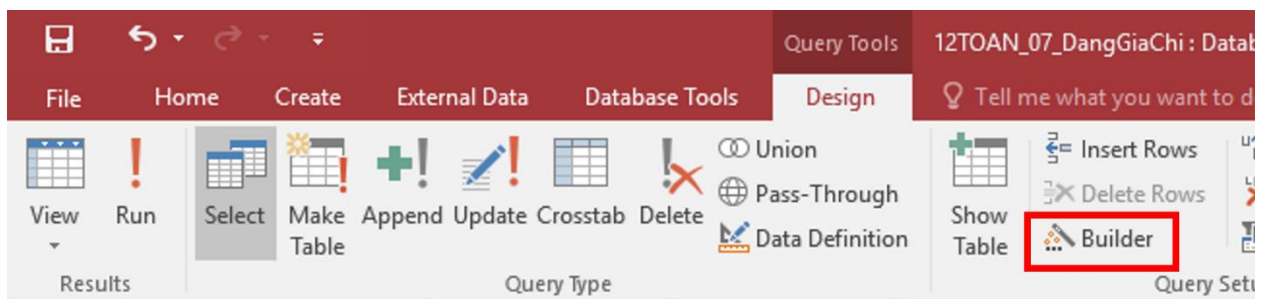 Query Tools 12TOAN_07_DangGiaChi : Datab
File Home Create External Data Database Tools Design Tell me what you want to d
View Run Select Make Table Append Update Crosstab Delete Union Pass-Through Data Definition Show Table Insert Rows Delete Rows Builder
Results Query Type Query Setu